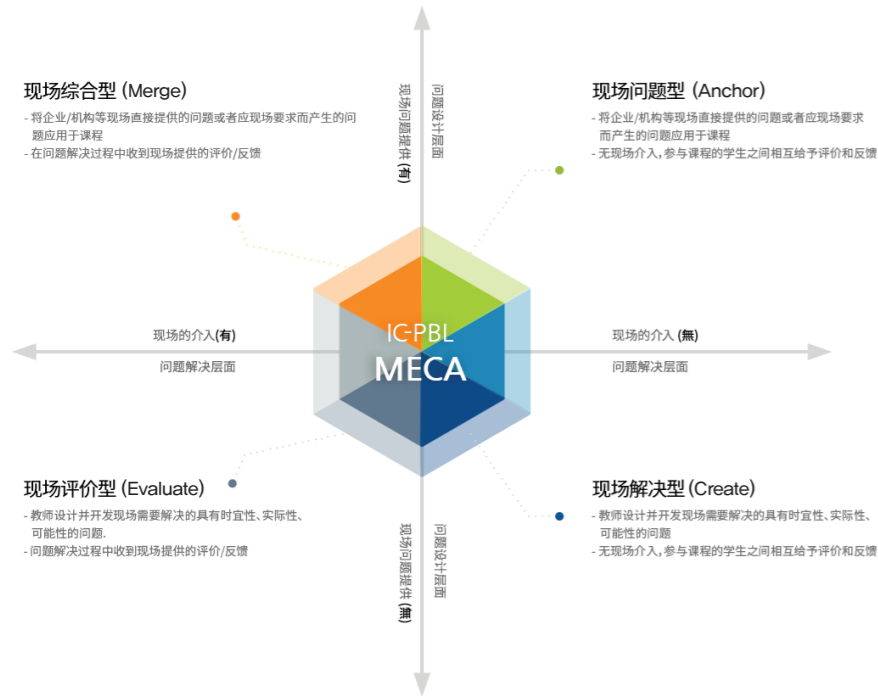 现场综合型 (Merge)
- 将企业/机构等现场直接提供的问题或者应现场要求而产生的问
题应用于课程
- 在问题解决过程中收到现场提供的评价/反馈
问题设计层面
现场问题提供 (有)
现场问题型 (Anchor)
- 将企业/机构等现场直接提供的问题或者应现场要求
而产生的问题应用于课程
- 无现场介入,参与课程的学生之间相互给予评价和反馈
现场的介入(有)
问题解决层面
IC-PBL
MECA
现场的介入 (無)
问题解决层面
现场评价型 (Evaluate)
- 教师设计并开发现场需要解决的具有时宜性、实际性、
可能性的问题.
- 问题解决过程中收到现场提供的评价/反馈
问题设计层面
现场问题提供 (無)
现场解决型 (Create)
- 教师设计并开发现场需要解决的具有时宜性、实际性、
可能性的问题
- 无现场介入,参与课程的学生之间相互给予评价和反馈